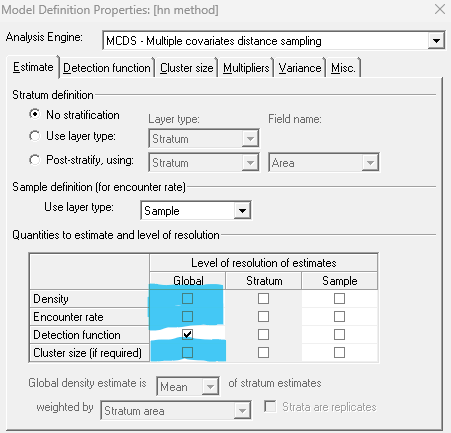 Model Definition Properties: [hn method]
Analysis Engine: MCDS - Multiple covariates distance sampling
Estimate Detection function Cluster size Multipliers Variance Misc.
Stratum definition
No stratification Layer type: Field name:
Use layer type: Stratum
Post-stratify, using: Stratum Area
Sample definition (for encounter rate)
Use layer type: Sample
Quantities to estimate and level of resolution
Level of resolution of estimates
Global Stratum Sample
Density
Encounter rate
Detection function
Cluster size (if required)
Global density estimate is Mean of stratum estimates
weighted by Stratum area Strata are replicates